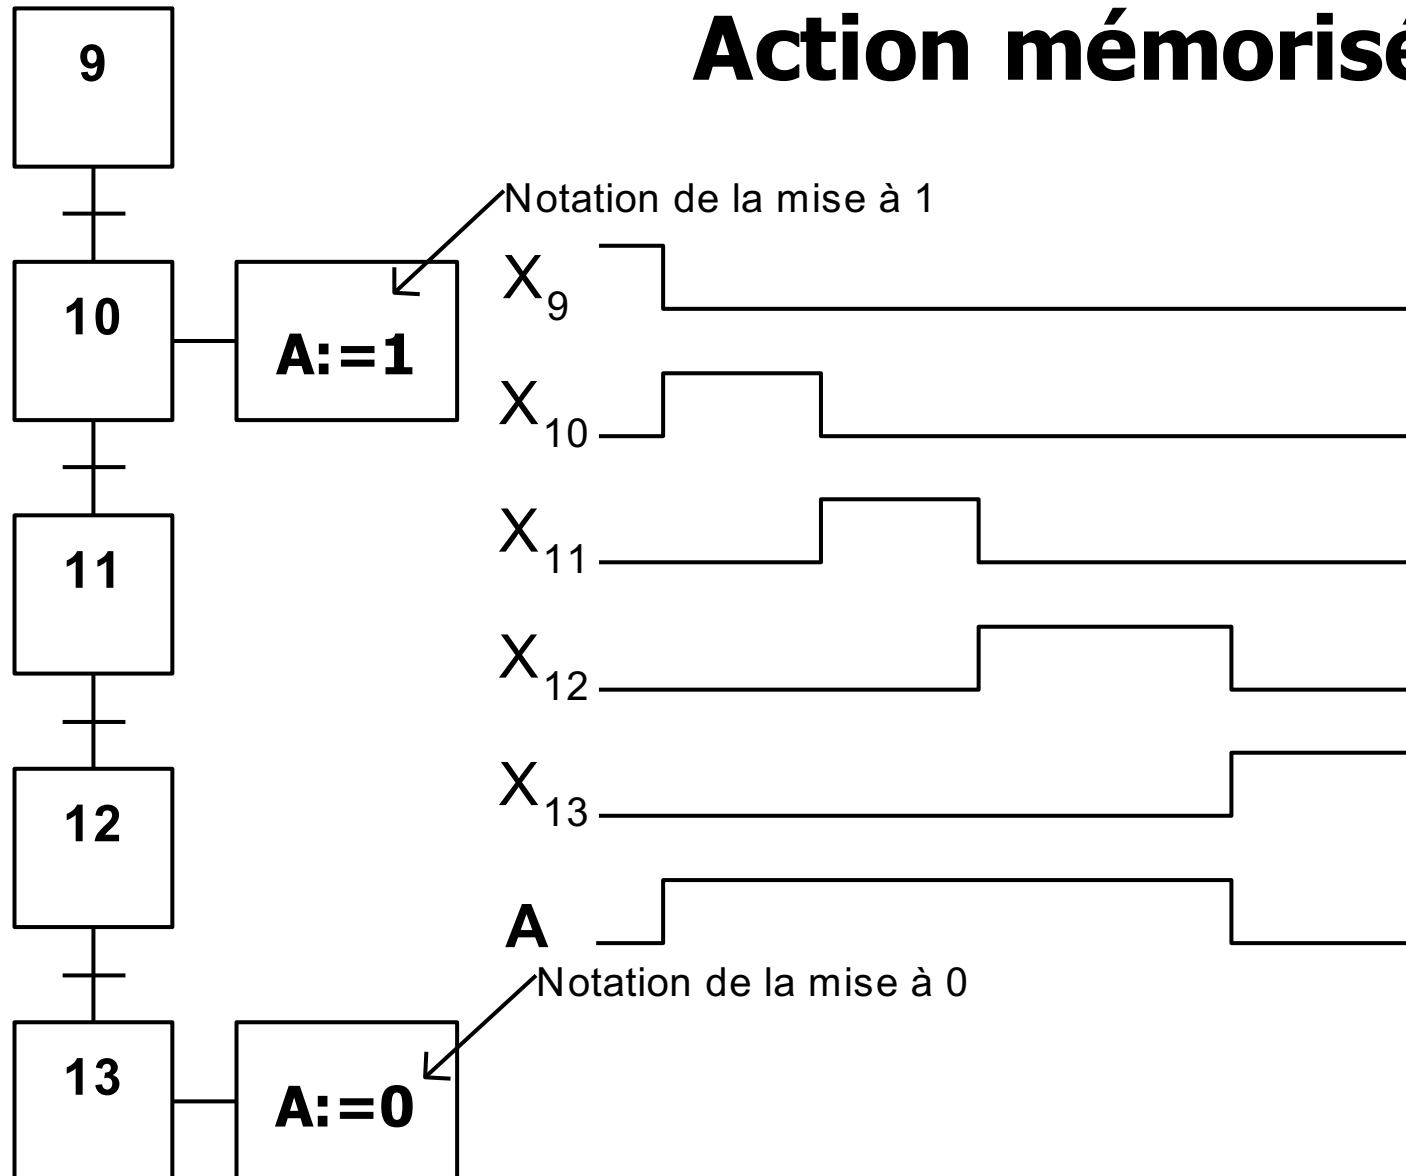 Action mémorisé
9
Notation de la mise à 1
10
A:=1
11
12
13
A:=0
X9
X10
X11
X12
X13
A
Notation de la mise à 0